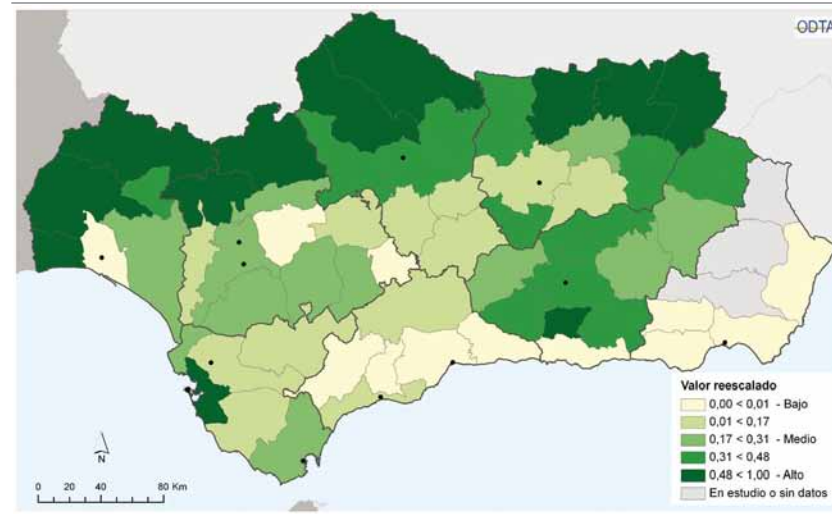 ODTA
Valor reescalado
0,00 < 0,01 - Bajo
0,01 < 0,17
0,17 < 0,31 - Medio
0,31 < 0,48
0,48 < 1,00 - Alto
En estudio o sin datos
N
0 20 40 80 Km